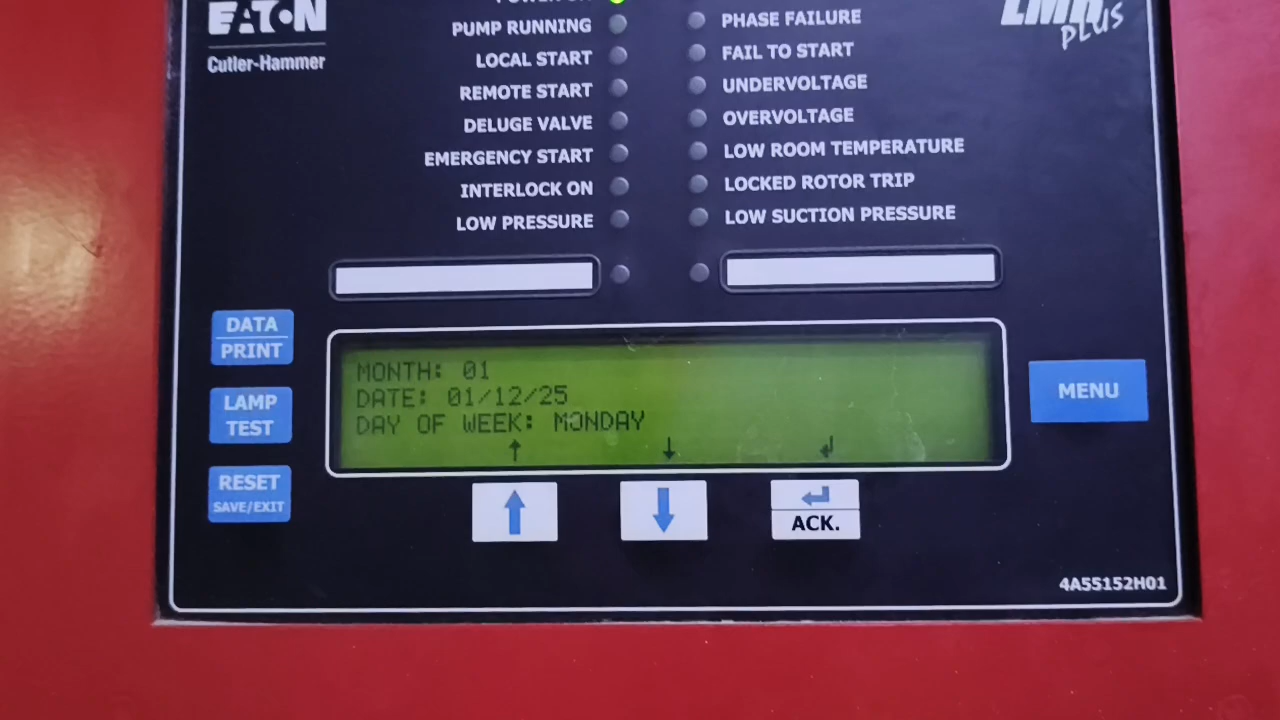 EATON
Cutler-Hammer
PUMP RUNNING
LOCAL START
REMOTE START
DELUGE VALVE
EMERGENCY START
INTERLOCK ON
LOW PRESSURE
PHASE FAILURE
FAIL TO START
UNDERVOLTAGE
OVERVOLTAGE
LOW ROOM TEMPERATURE
LOCKED ROTOR TRIP
LOW SUCTION PRESSURE
PLUS
DATA
PRINT
LAMP
TEST
RESET
SAVE/EXIT
MONTH: 01
DATE: 01/12/25
DAY OF WEEK: MONDAY
↑ ↓ ↲
ACK.
MENU
4A55152H01